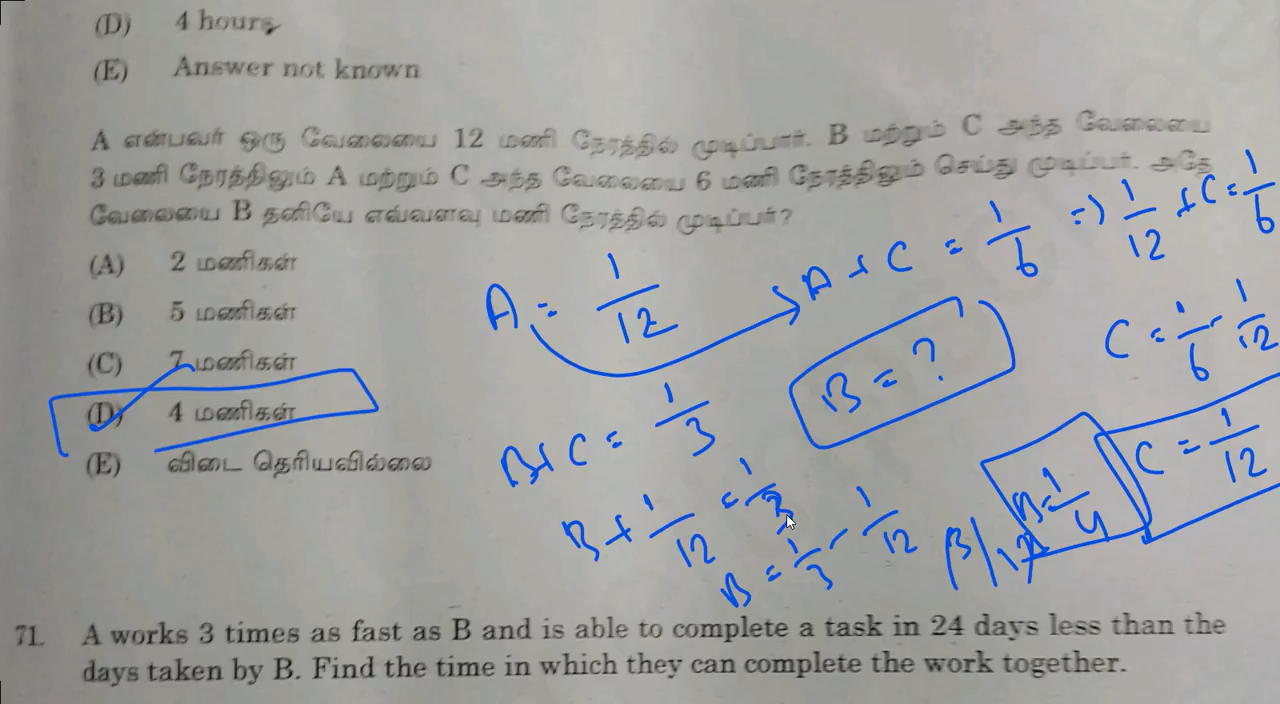 (D) 4 hours
(E) Answer not known
A என்பவர் ஒரு வேலையை 12 மணி நேரத்தில் முடிப்பார். B மற்றும் C அந்த வேலையை
3 மணி நேரத்திலும் A மற்றும் C அந்த வேலையை 6 மணி நேரத்திலும் செய்து முடிப்பர். அதே
வேலையை B தனியே எவ்வளவு மணி நேரத்தில் முடிப்பர்?
(A) 2 மணிகள்
(B) 5 மணிகள்
(C) 7 மணிகள்
(D) 4 மணிகள்
(E) விடை தெரியவில்லை
A = 1/12
A + C = 1/6 => 1/12 + C = 1/6
C = 1/6 - 1/12
C = 1/12
B = ?
B + C = 1/3
B + 1/12 = 1/3
B = 1/3 - 1/12
B = 1/4
71. A works 3 times as fast as B and is able to complete a task in 24 days less than the
days taken by B. Find the time in which they can complete the work together.